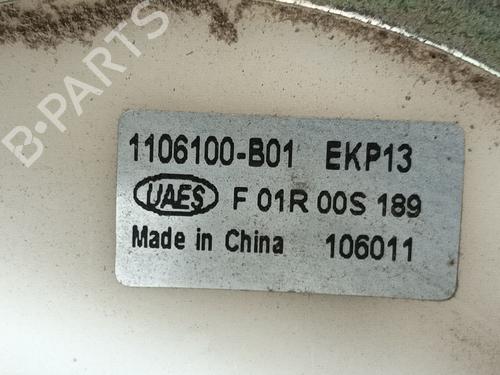 B-PARTS
1106100-B01 EKP13
UAES F 01R 00S 189
Made in China 106011